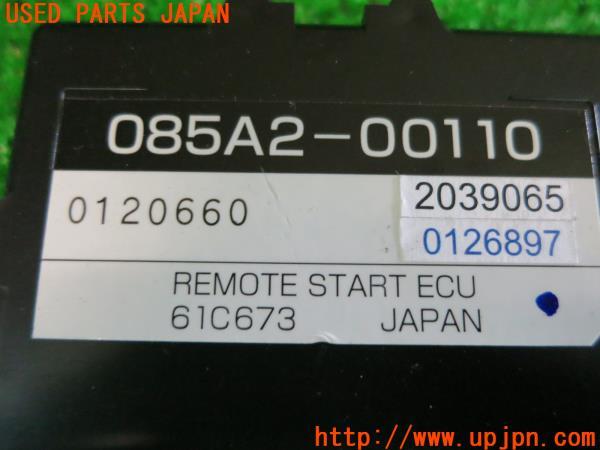 USED PARTS JAPAN
085A2-00110
0120660
2039065
0126897
REMOTE START ECU
61C673 JAPAN
http://www.upjpn.com